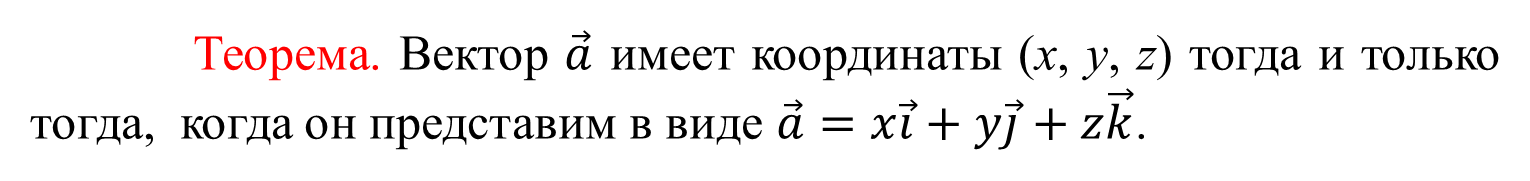 Теорема. Вектор a⃗ имеет координаты (x, y, z) тогда и только
тогда, когда он представим в виде a⃗ = xi⃗ + yj⃗ + zk⃗.